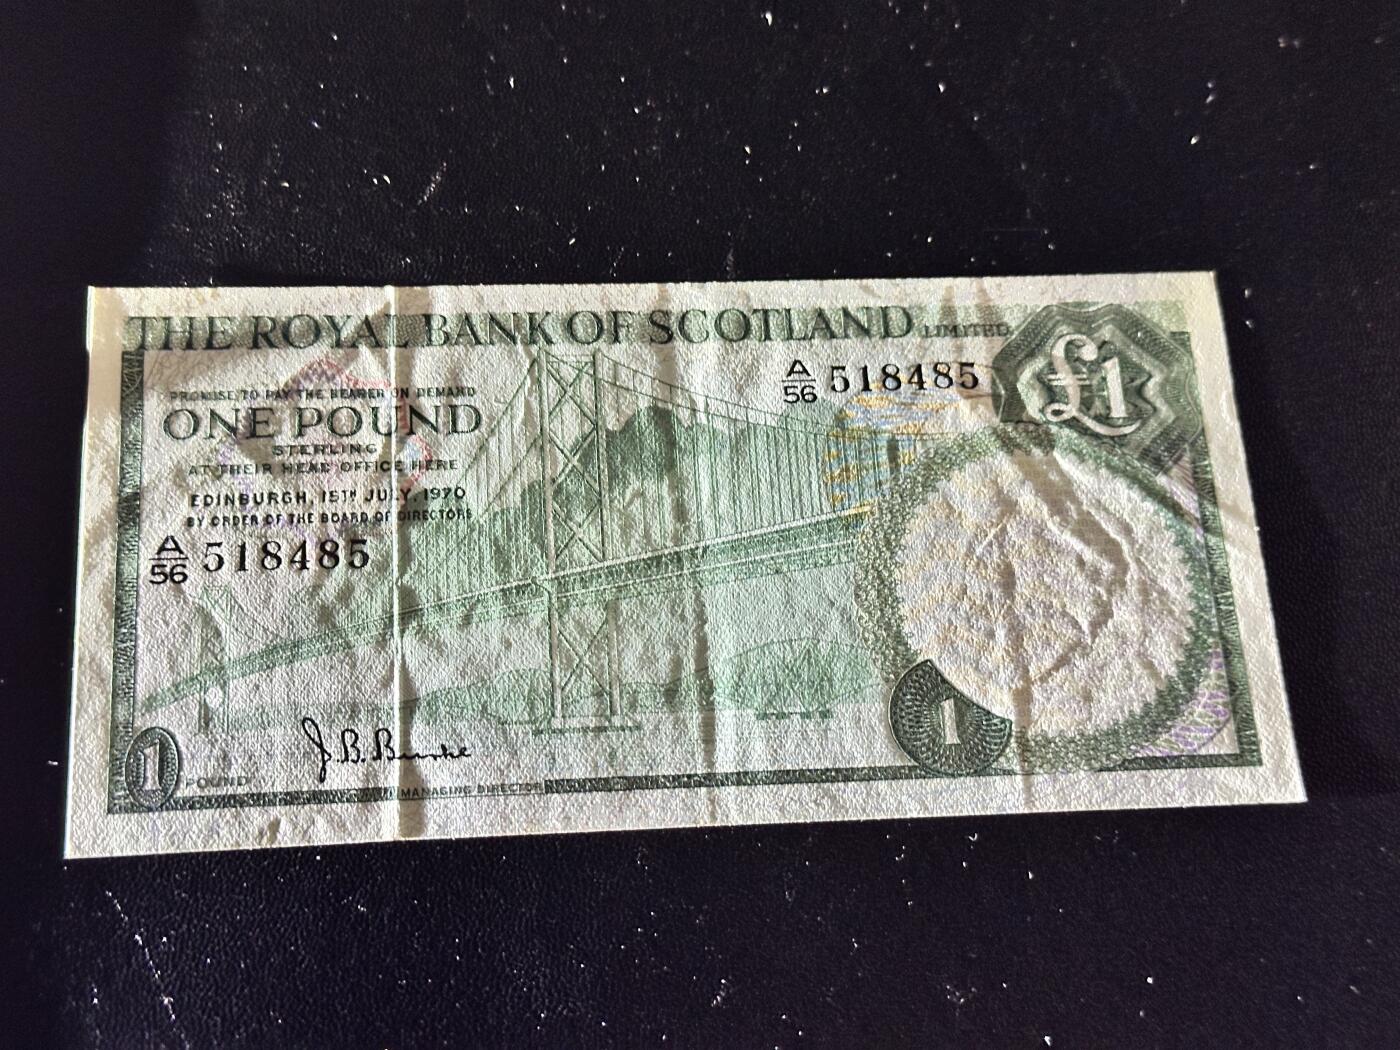 THE ROYAL BANK OF SCOTLAND LIMITED
£1
A/56 518485
PROMISE TO PAY THE BEARER ON DEMAND
ONE POUND
STERLING
AT THEIR HEAD OFFICE HERE
EDINBURGH, 15TH JULY, 1970
BY ORDER OF THE BOARD OF DIRECTORS
A/56 518485
1
J.B. Burke
1 POUND
MANAGING DIRECTOR